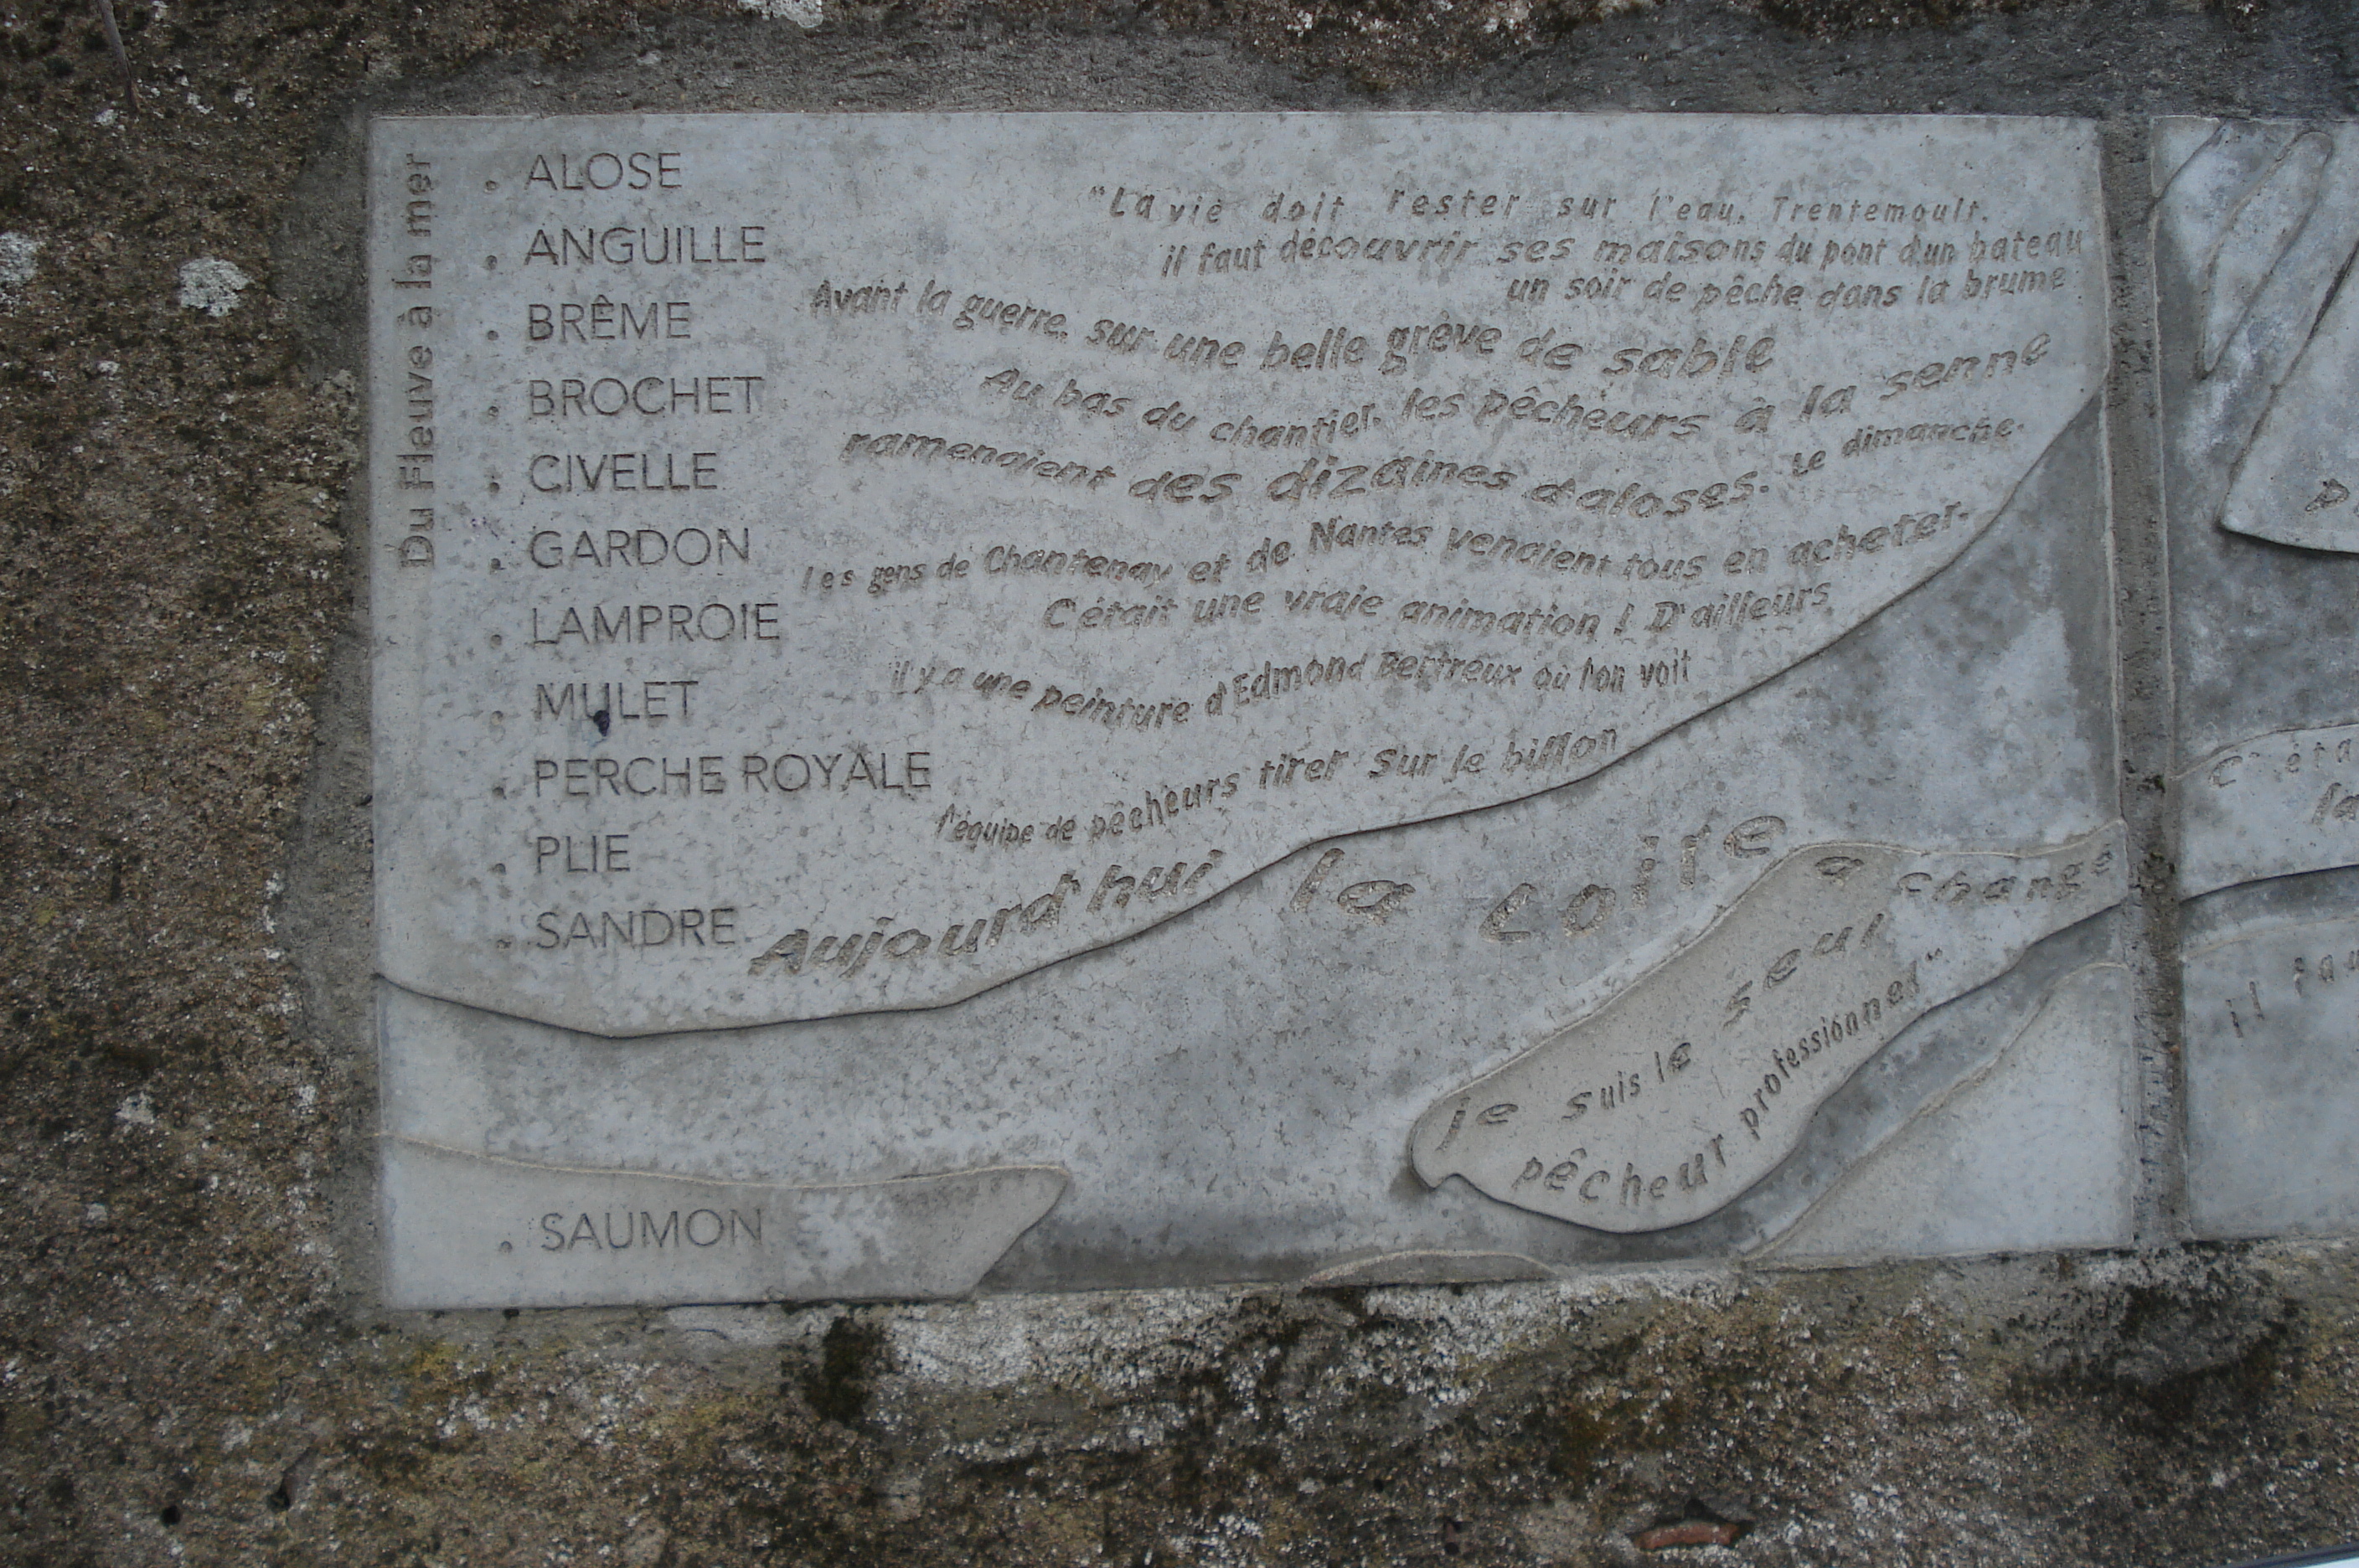 Du Fleuve à la mer
. ALOSE
. ANGUILLE
. BRÊME
. BROCHET
. CIVELLE
. GARDON
. LAMPROIE
. MULET
. PERCHE ROYALE
. PLIE
. SANDRE
. SAUMON
"La vie doit rester sur l'eau. Trentemoult.
il faut découvrir ses maisons du pont d'un bateau
un soir de pêche dans la brume.
Avant la guerre, sur une belle grève de sable
Au bas du chantier, les pêcheurs à la senne
ramenaient des dizaines d'aloses. Le dimanche.
les gens de Chantenay et de Nantes venaient tous en acheter.
C'était une vraie animation ! D'ailleurs
il y a une peinture d'Edmond Bertreux où l'on voit
l'équipe de pêcheurs tirer sur le billon
Aujourd'hui la Loire a changé
je suis le seul
pêcheur professionnel"
C'éta
la
il fau